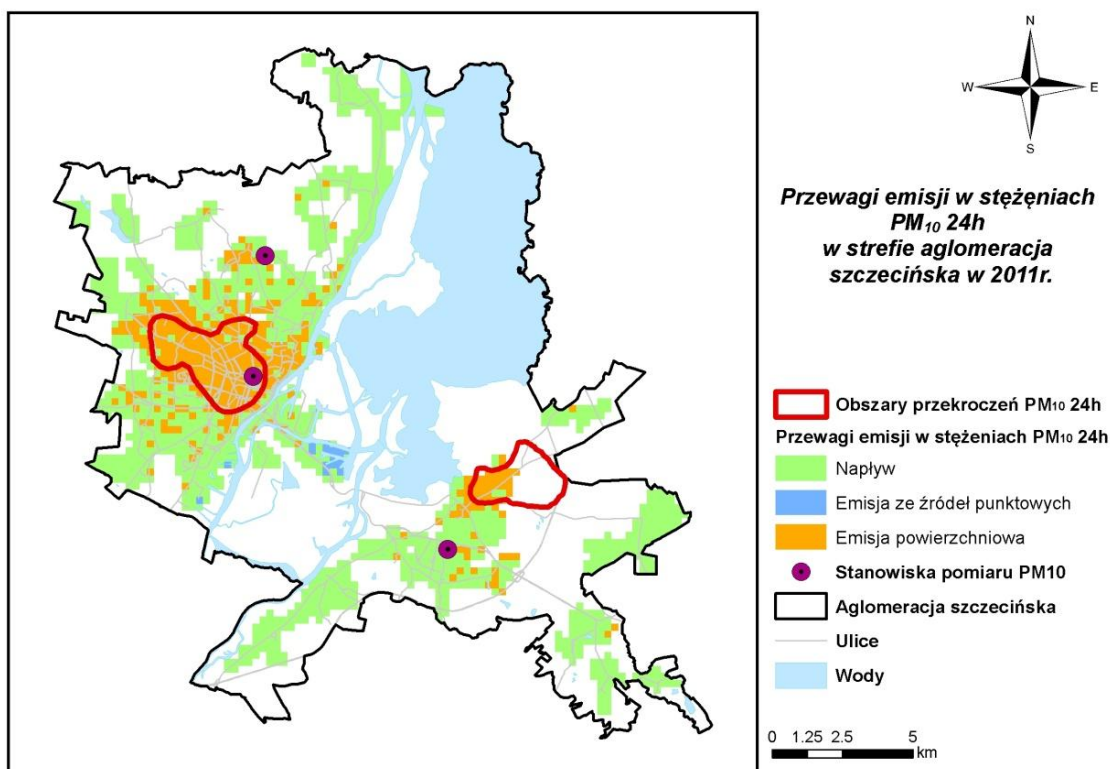 N
W E
S
Przewagi emisji w stężeniach
PM₁₀ 24h
w strefie aglomeracja
szczecińska w 2011r.
Obszary przekroczeń PM₁₀ 24h
Przewagi emisji w stężeniach PM₁₀ 24h
Napływ
Emisja ze źródeł punktowych
Emisja powierzchniowa
Stanowiska pomiaru PM10
Aglomeracja szczecińska
Ulice
Wody
0 1.25 2.5 5
km